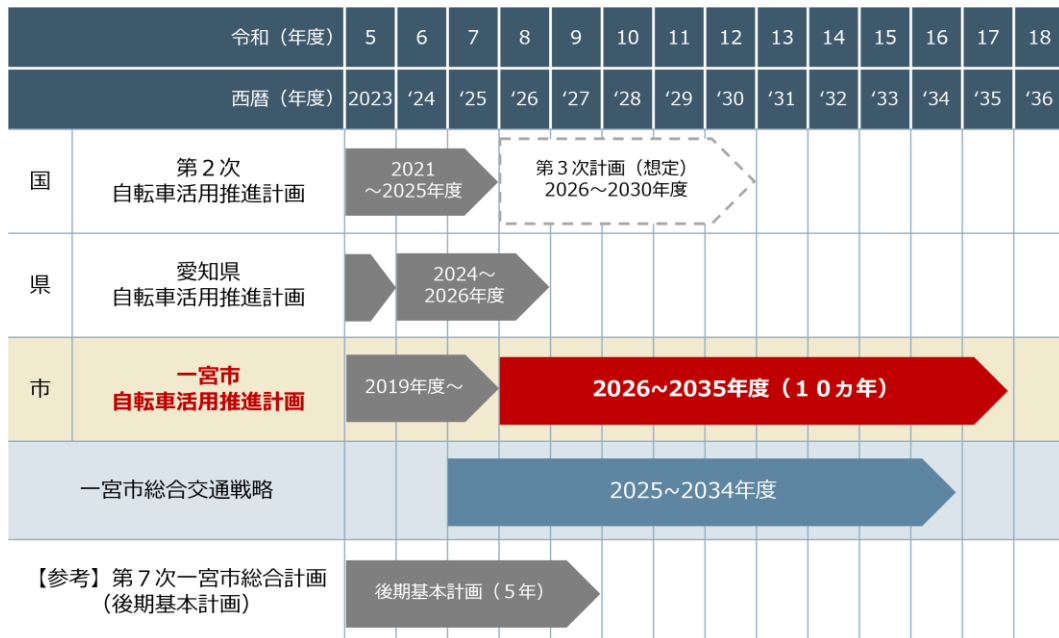 令和（年度） 5 6 7 8 9 10 11 12 13 14 15 16 17 18
西暦（年度） 2023 ‘24 ‘25 ‘26 ‘27 ‘28 ‘29 ‘30 ‘31 ‘32 ‘33 ‘34 ‘35 ‘36
国
第２次
自転車活用推進計画
2021
～2025年度
第３次計画（想定）
2026～2030年度
県
愛知県
自転車活用推進計画
2024～
2026年度
市
一宮市
自転車活用推進計画
2019年度～
2026~2035年度（１０ヵ年）
一宮市総合交通戦略
2025~2034年度
【参考】第７次一宮市総合計画
（後期基本計画）
後期基本計画（５年）